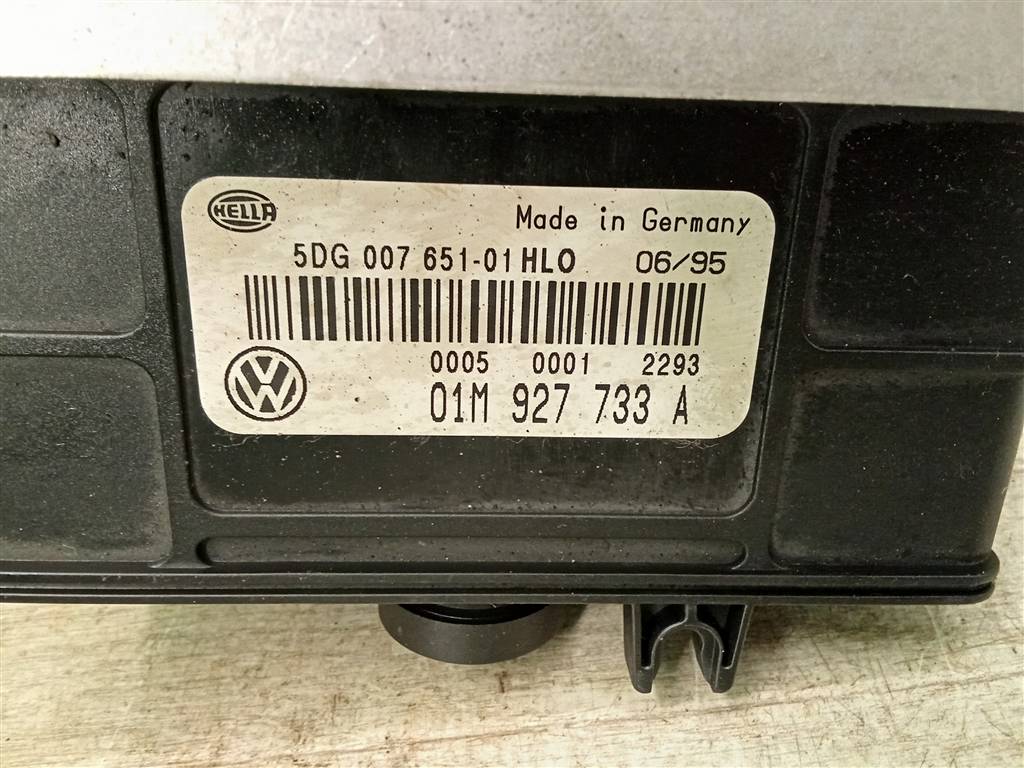 HELLA
Made in Germany
5DG 007 651-01 HLO 06/95
0005 0001 2293
01M 927 733 A